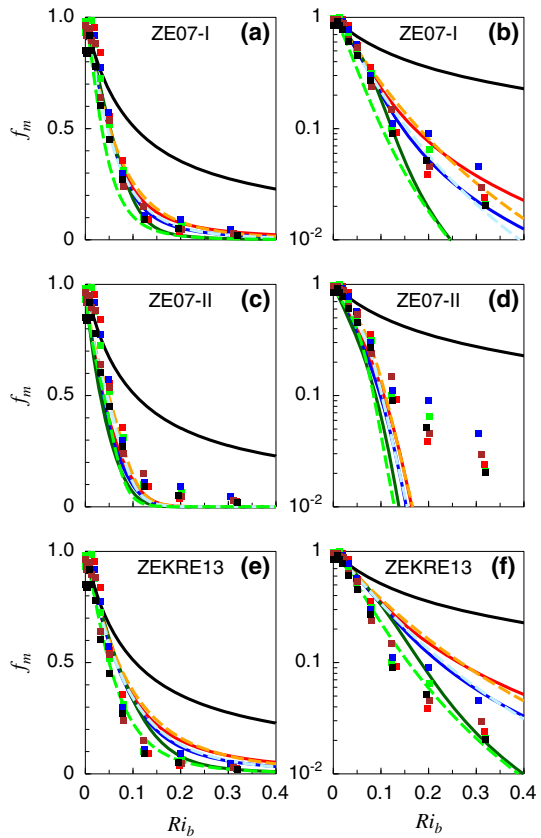 ZE07-I (a)
1.0
0.5
0
f_m
ZE07-I (b)
1
0.1
10^-2
ZE07-II (c)
1.0
0.5
0
f_m
ZE07-II (d)
1
0.1
10^-2
ZEKRE13 (e)
1.0
0.5
0
f_m
0 0.1 0.2 0.3 0.4
Ri_b
ZEKRE13 (f)
1
0.1
10^-2
0 0.1 0.2 0.3 0.4
Ri_b